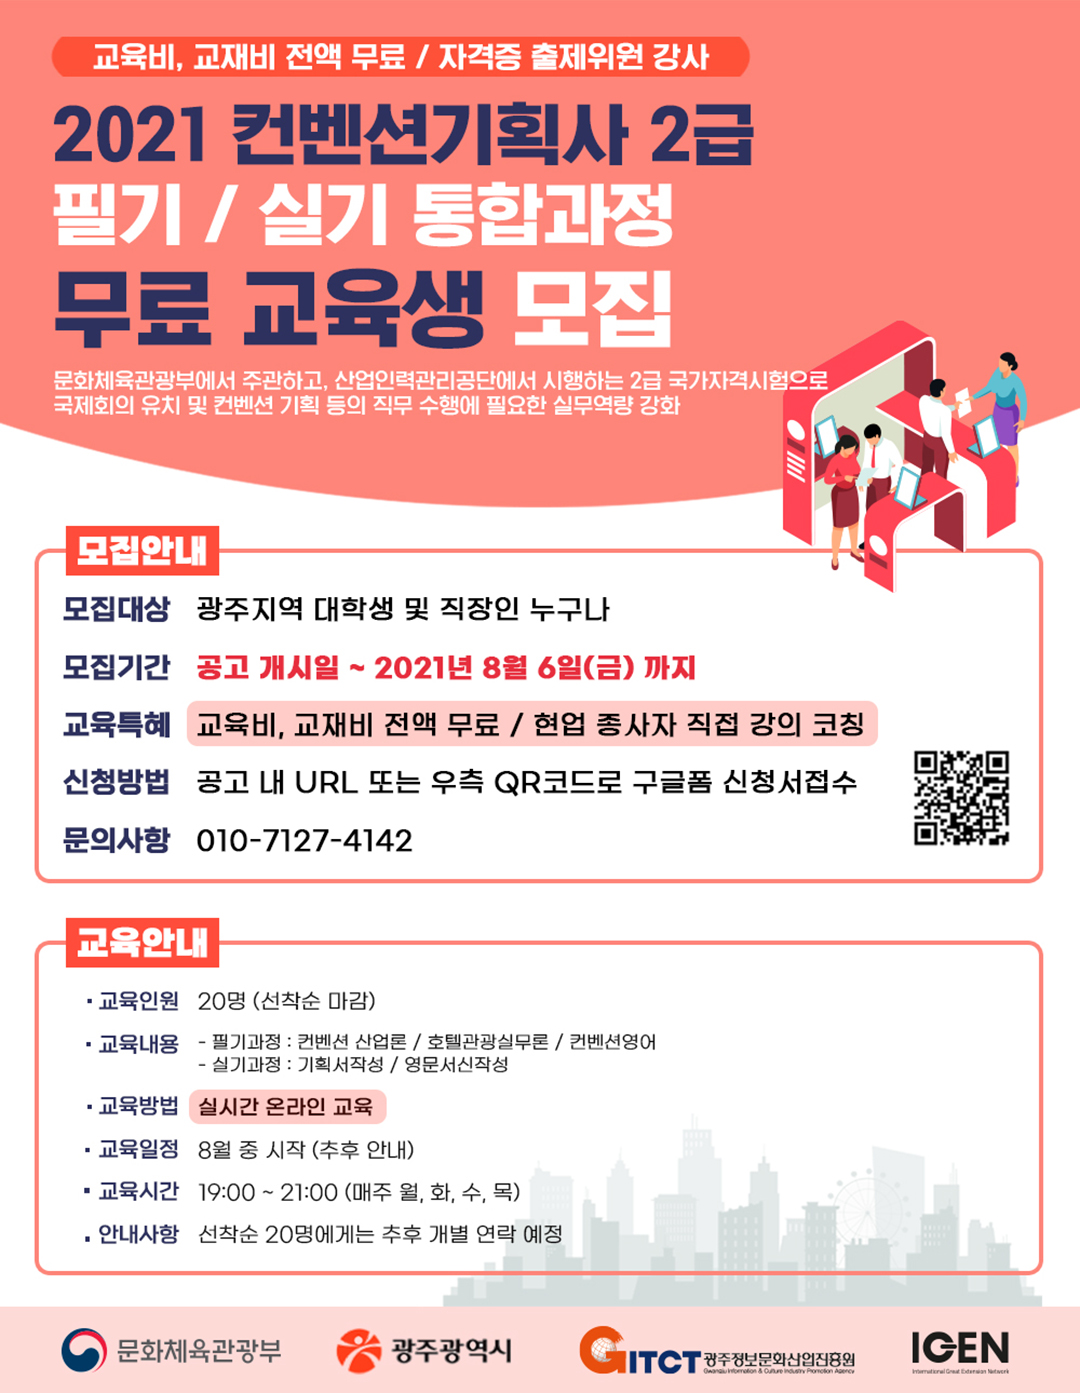 교육비, 교재비 전액 무료 / 자격증 출제위원 강사
2021 컨벤션기획사 2급
필기 / 실기 통합과정
무료 교육생 모집
문화체육관광부에서 주관하고, 산업인력관리공단에서 시행하는 2급 국가자격시험으로
국제회의 유치 및 컨벤션 기획 등의 직무 수행에 필요한 실무역량 강화
모집안내
모집대상 광주지역 대학생 및 직장인 누구나
모집기간 공고 개시일 ~ 2021년 8월 6일(금) 까지
교육특혜 교육비, 교재비 전액 무료 / 현업 종사자 직접 강의 코칭
신청방법 공고 내 URL 또는 우측 QR코드로 구글폼 신청서접수
문의사항 010-7127-4142
교육안내
· 교육인원 20명 (선착순 마감)
· 교육내용 - 필기과정 : 컨벤션 산업론 / 호텔관광실무론 / 컨벤션영어
- 실기과정 : 기획서작성 / 영문서신작성
· 교육방법 실시간 온라인 교육
· 교육일정 8월 중 시작 (추후 안내)
· 교육시간 19:00 ~ 21:00 (매주 월, 화, 수, 목)
. 안내사항 선착순 20명에게는 추후 개별 연락 예정
문화체육관광부
광주광역시
GITCT 광주정보문화산업진흥원
Gwangju Information & Culture Industry Promotion Agency
IGEN
International Great Extension Network